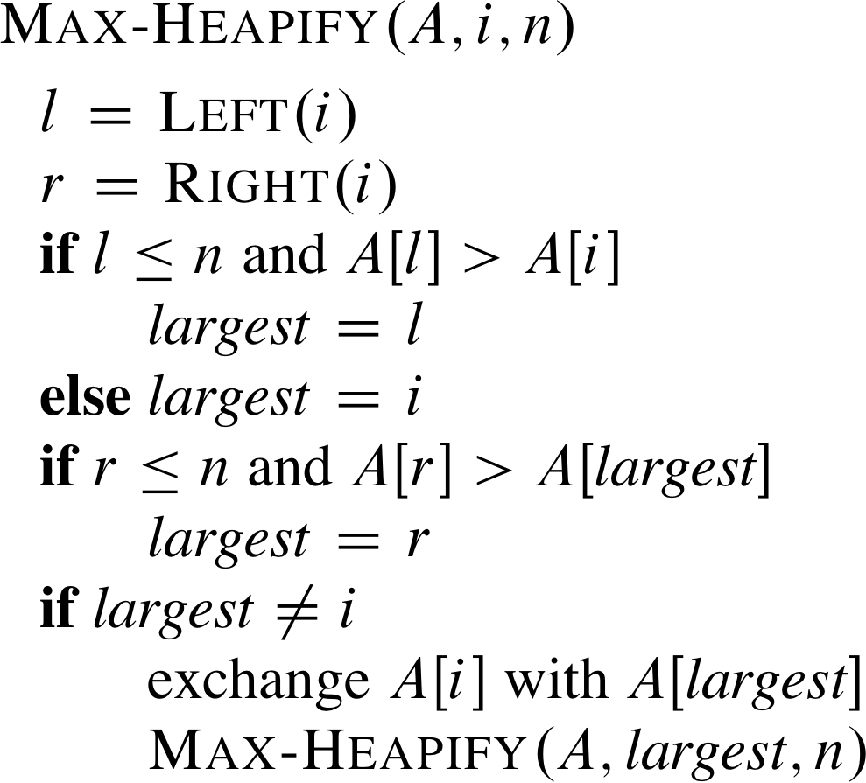 MAX-HEAPIFY(A, i, n)
l = LEFT(i)
r = RIGHT(i)
if l ≤ n and A[l] > A[i]
largest = l
else largest = i
if r ≤ n and A[r] > A[largest]
largest = r
if largest ≠ i
exchange A[i] with A[largest]
MAX-HEAPIFY(A, largest, n)